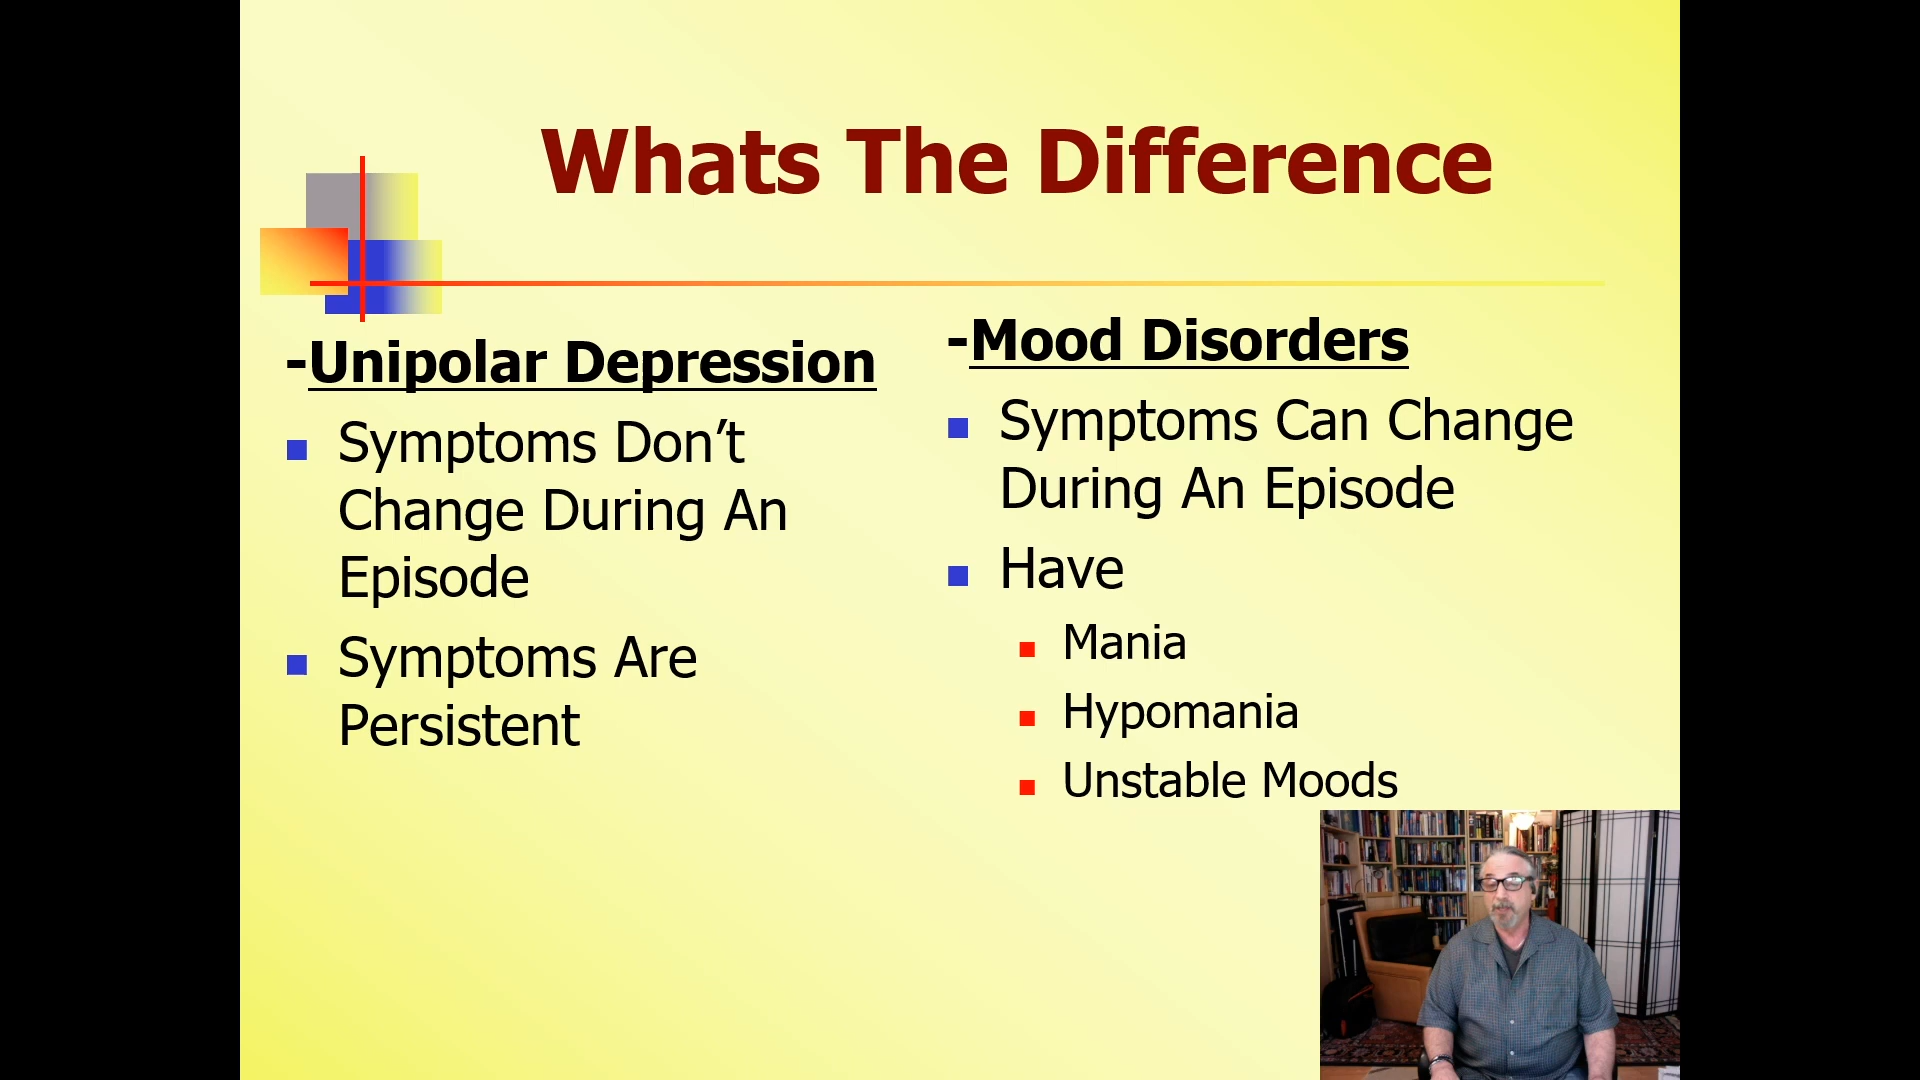 Whats The Difference
-Unipolar Depression
Symptoms Don’t
Change During An
Episode
Symptoms Are
Persistent
-Mood Disorders
Symptoms Can Change
During An Episode
Have
Mania
Hypomania
Unstable Moods